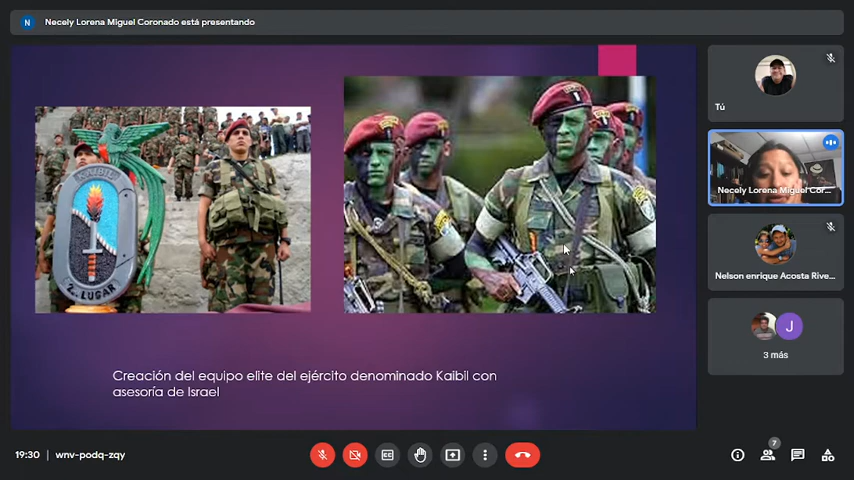 N
Necely Lorena Miguel Coronado está presentando
KAIBIL
2. LUGAR
Creación del equipo elite del ejército denominado Kaibil con
asesoría de Israel
Tú
Necely Lorena Miguel Cor...
Nelson enrique Acosta Rive...
J
3 más
19:30 | wnv-podq-zqy
7